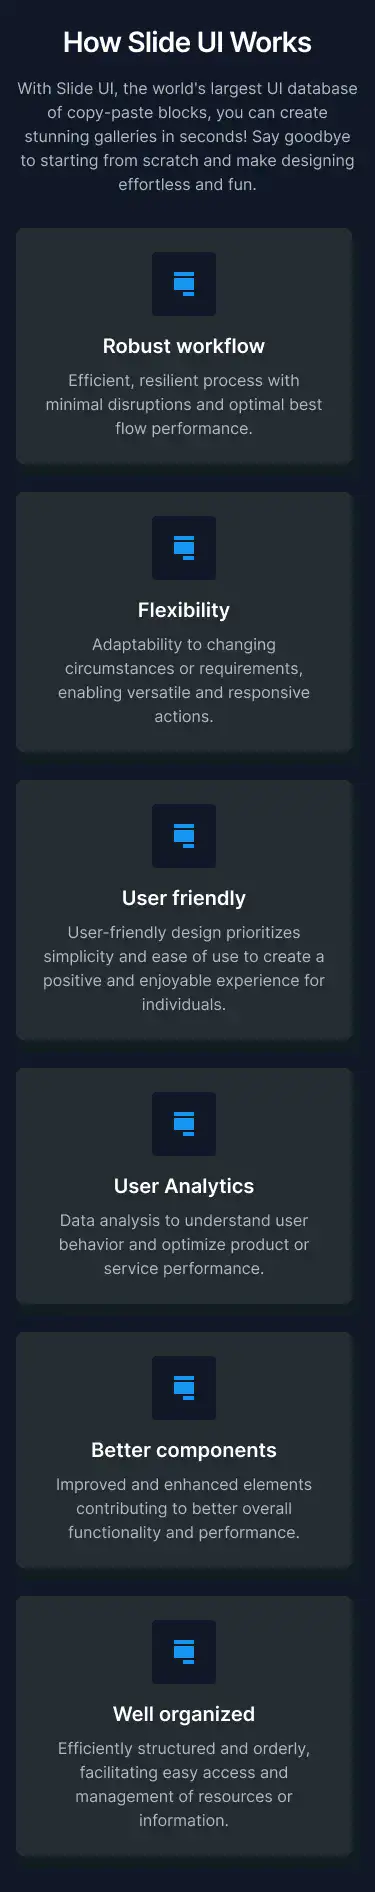 How Slide UI Works
With Slide UI, the world's largest UI database
of copy-paste blocks, you can create
stunning galleries in seconds! Say goodbye
to starting from scratch and make designing
effortless and fun.
Robust workflow
Efficient, resilient process with
minimal disruptions and optimal best
flow performance.
Flexibility
Adaptability to changing
circumstances or requirements,
enabling versatile and responsive
actions.
User friendly
User-friendly design prioritizes
simplicity and ease of use to create a
positive and enjoyable experience for
individuals.
User Analytics
Data analysis to understand user
behavior and optimize product or
service performance.
Better components
Improved and enhanced elements
contributing to better overall
functionality and performance.
Well organized
Efficiently structured and orderly,
facilitating easy access and
management of resources or
information.